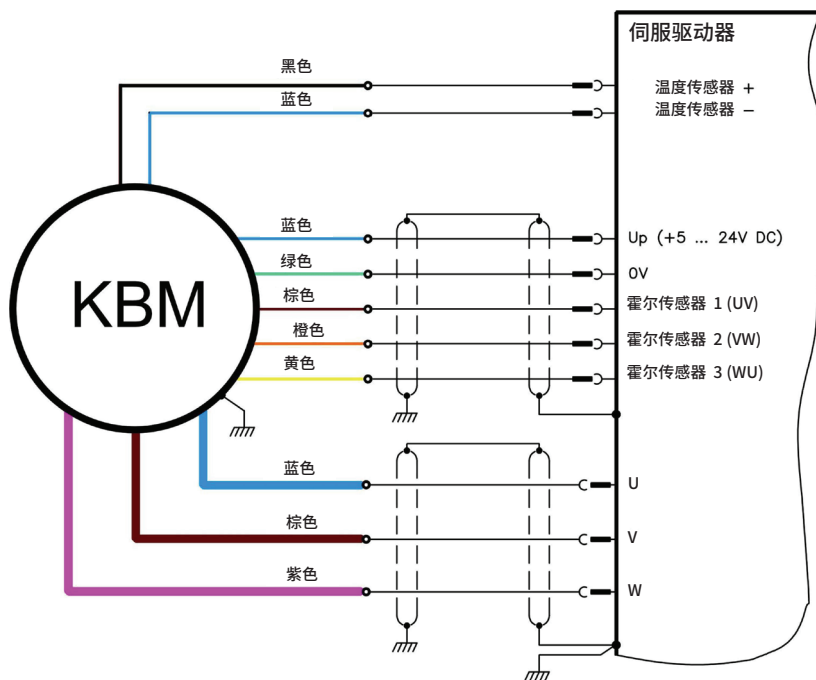 伺服驱动器
黑色
温度传感器 +
蓝色
温度传感器 −
蓝色
Up (+5 ... 24V DC)
绿色
0V
KBM
棕色
霍尔传感器 1 (UV)
橙色
霍尔传感器 2 (VW)
黄色
霍尔传感器 3 (WU)
蓝色
U
棕色
V
紫色
W